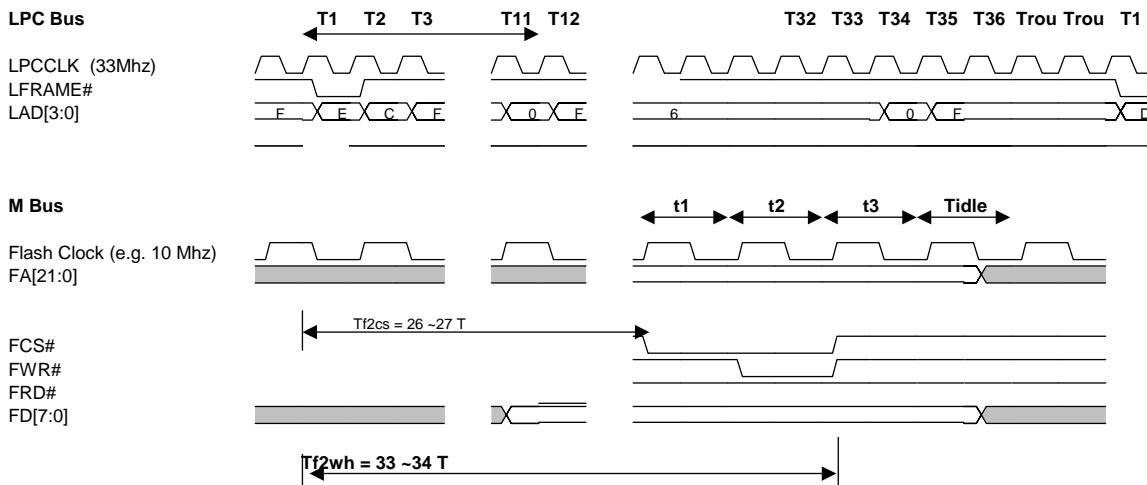 LPC Bus T1 T2 T3 T11 T12 T32 T33 T34 T35 T36 Trou Trou T1
LPCCLK (33Mhz)
LFRAME#
LAD[3:0] F E C F 0 F 6 0 F D
M Bus t1 t2 t3 Tidle
Flash Clock (e.g. 10 Mhz)
FA[21:0]
Tf2cs = 26 ~27 T
FCS#
FWR#
FRD#
FD[7:0]
Tf2wh = 33 ~34 T